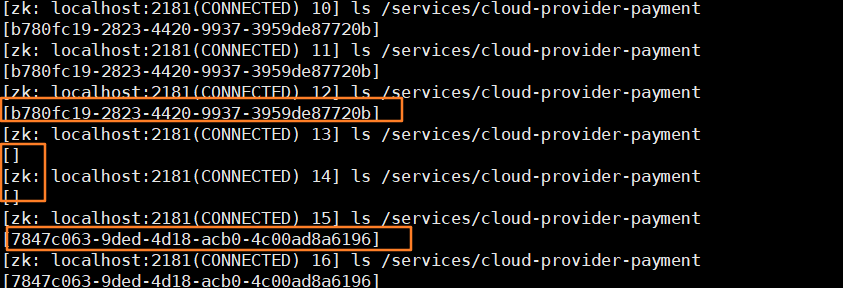 [zk: localhost:2181(CONNECTED) 10] ls /services/cloud-provider-payment
[b780fc19-2823-4420-9937-3959de87720b]
[zk: localhost:2181(CONNECTED) 11] ls /services/cloud-provider-payment
[b780fc19-2823-4420-9937-3959de87720b]
[zk: localhost:2181(CONNECTED) 12] ls /services/cloud-provider-payment
[b780fc19-2823-4420-9937-3959de87720b]
[zk: localhost:2181(CONNECTED) 13] ls /services/cloud-provider-payment
[]
[zk: localhost:2181(CONNECTED) 14] ls /services/cloud-provider-payment
[]
[zk: localhost:2181(CONNECTED) 15] ls /services/cloud-provider-payment
[7847c063-9ded-4d18-acb0-4c00ad8a6196]
[zk: localhost:2181(CONNECTED) 16] ls /services/cloud-provider-payment
[7847c063-9ded-4d18-acb0-4c00ad8a6196]